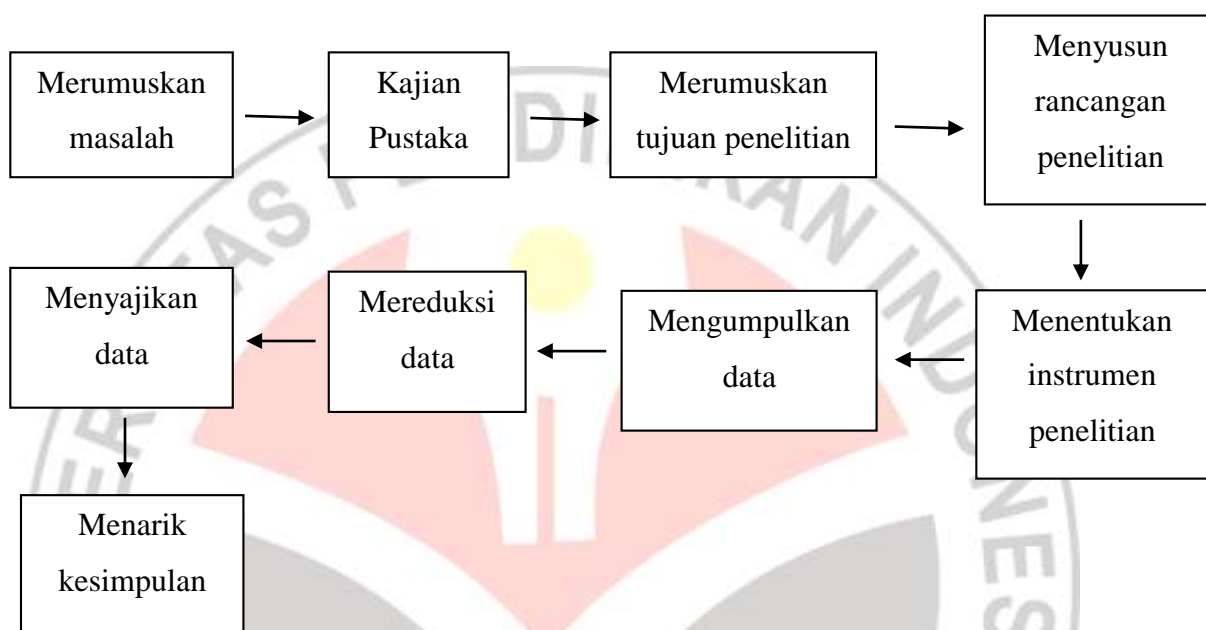 Merumuskan
masalah
Kajian
Pustaka
Merumuskan
tujuan penelitian
Menyusun
rancangan
penelitian
Menentukan
instrumen
penelitian
Mengumpulkan
data
Mereduksi
data
Menyajikan
data
Menarik
kesimpulan